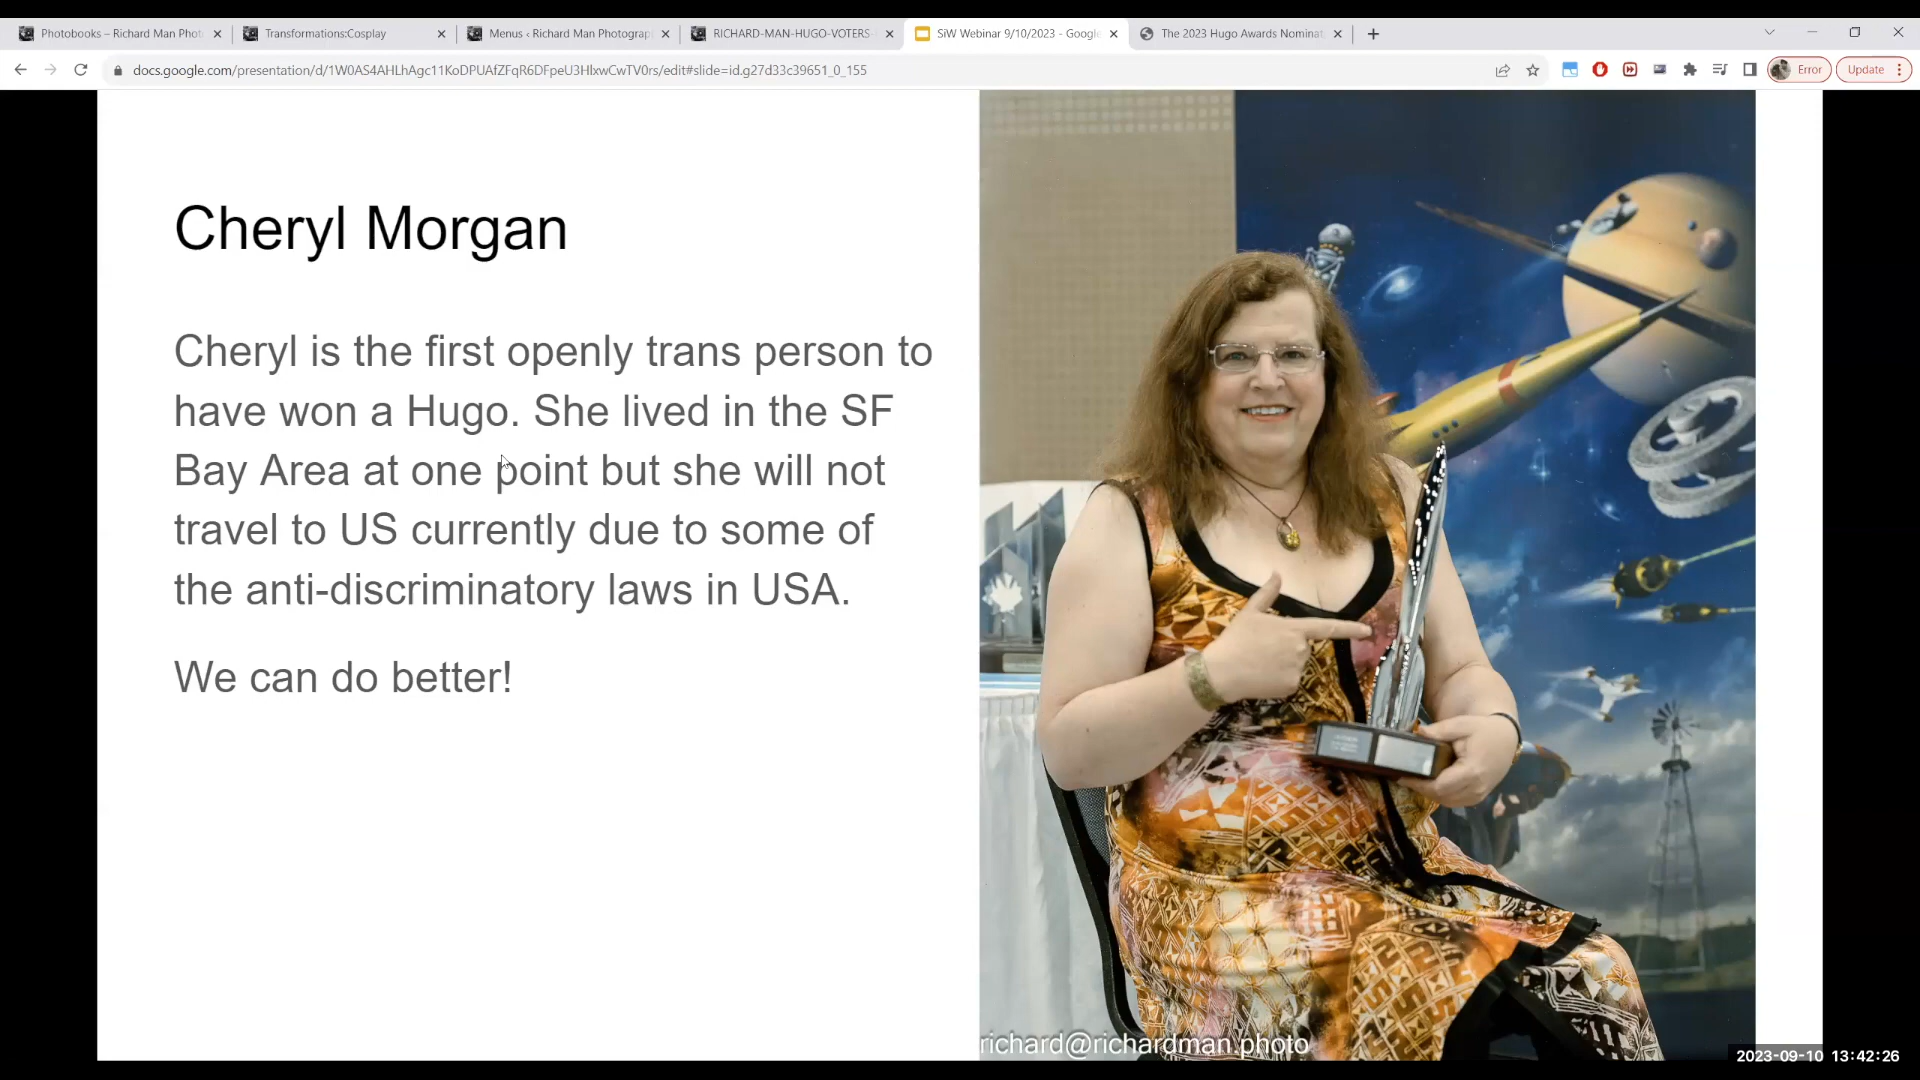 Photobooks – Richard Man Phot
Transformations:Cosplay
Menus ‹ Richard Man Photograp
RICHARD-MAN-HUGO-VOTERS-
SiW Webinar 9/10/2023 - Google
The 2023 Hugo Awards Nominat
docs.google.com/presentation/d/1W0AS4AHLhAgc11KoDPUAfZFqR6DFpeU3HlxwCwTV0rs/edit#slide=id.g27d33c39651_0_155
Error
Update
Cheryl Morgan
Cheryl is the first openly trans person to
have won a Hugo. She lived in the SF
Bay Area at one point but she will not
travel to US currently due to some of
the anti-discriminatory laws in USA.
We can do better!
richard@richardman.photo
2023-09-10 13:42:26